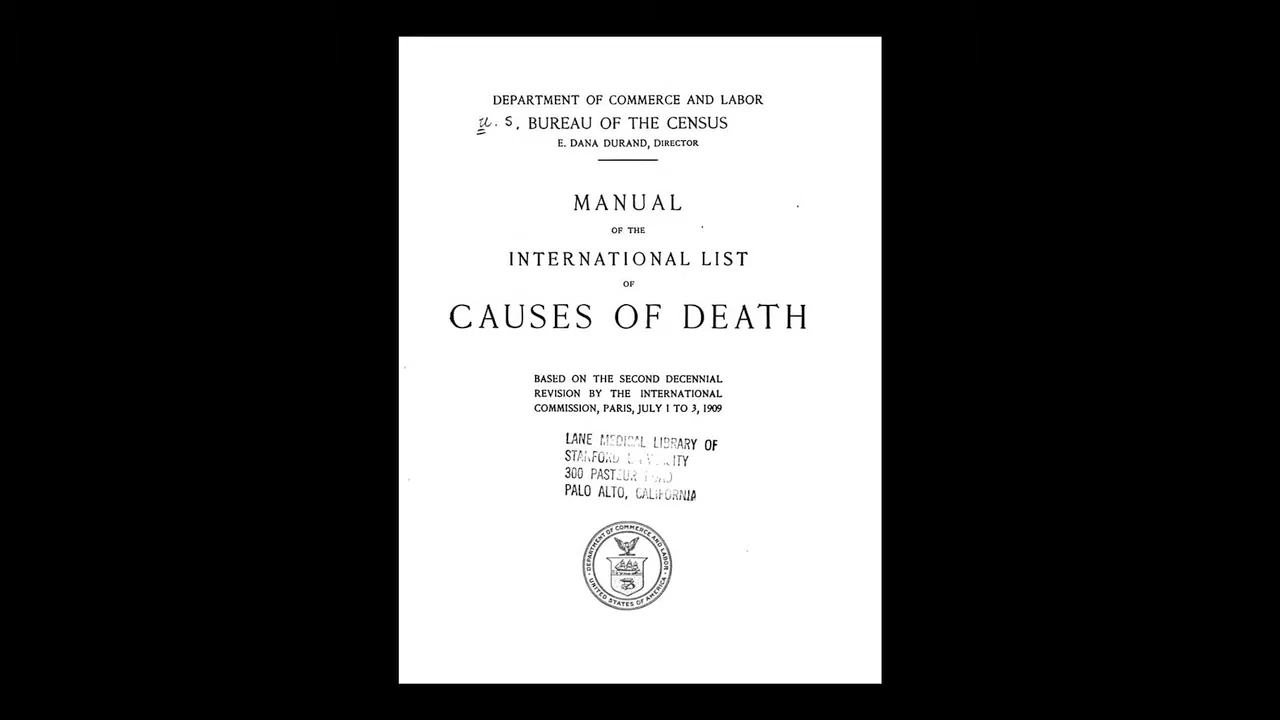 DEPARTMENT OF COMMERCE AND LABOR
U. S. BUREAU OF THE CENSUS
E. DANA DURAND, DIRECTOR
MANUAL
OF THE
INTERNATIONAL LIST
OF
CAUSES OF DEATH
BASED ON THE SECOND DECENNIAL
REVISION BY THE INTERNATIONAL
COMMISSION, PARIS, JULY 1 TO 3, 1909
LANE MEDICAL LIBRARY OF
STANFORD
300 PASTEUR
PALO ALTO, CALIFORNIA
DEPARTMENT OF COMMERCE AND LABOR
UNITED STATES OF AMERICA